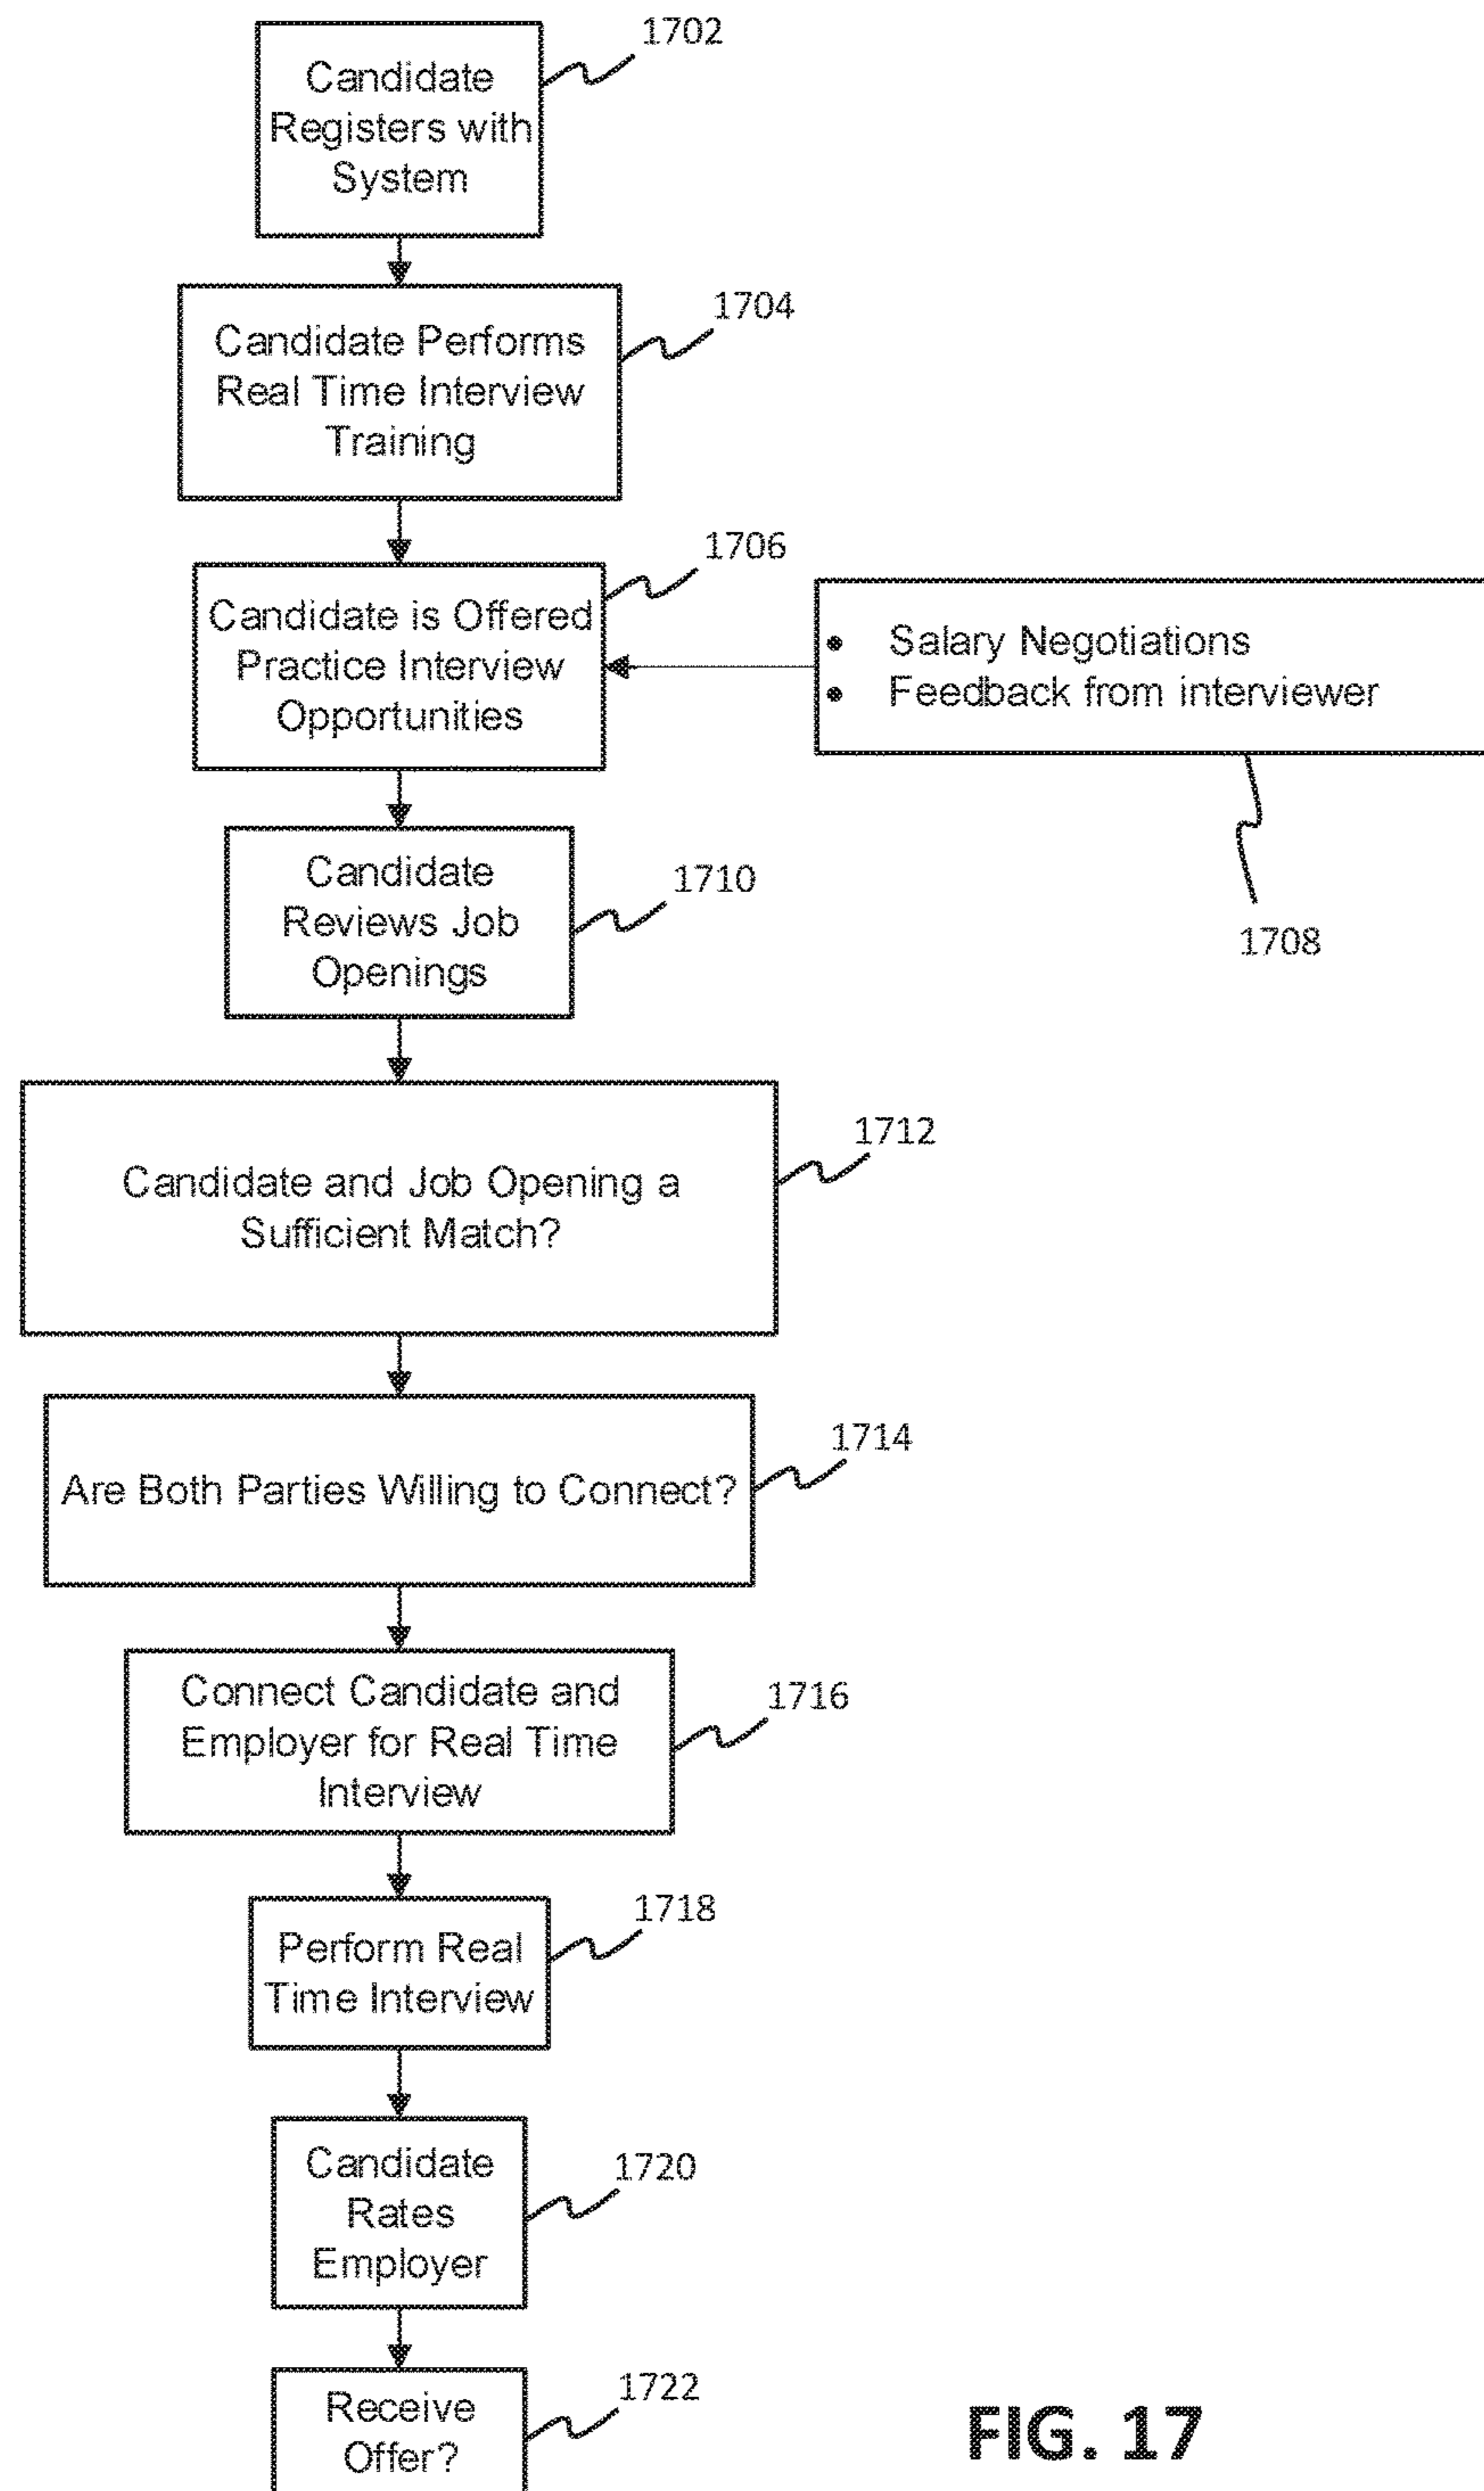 1702
Candidate
Registers with
System
1704
Candidate Performs
Real Time Interview
Training
1706
Candidate is Offered
Practice Interview
Opportunities
• Salary Negotiations
• Feedback from interviewer
1708
1710
Candidate
Reviews Job
Openings
1712
Candidate and Job Opening a
Sufficient Match?
1714
Are Both Parties Willing to Connect?
1716
Connect Candidate and
Employer for Real Time
Interview
1718
Perform Real
Time Interview
1720
Candidate
Rates
Employer
1722
Receive
Offer?
FIG. 17